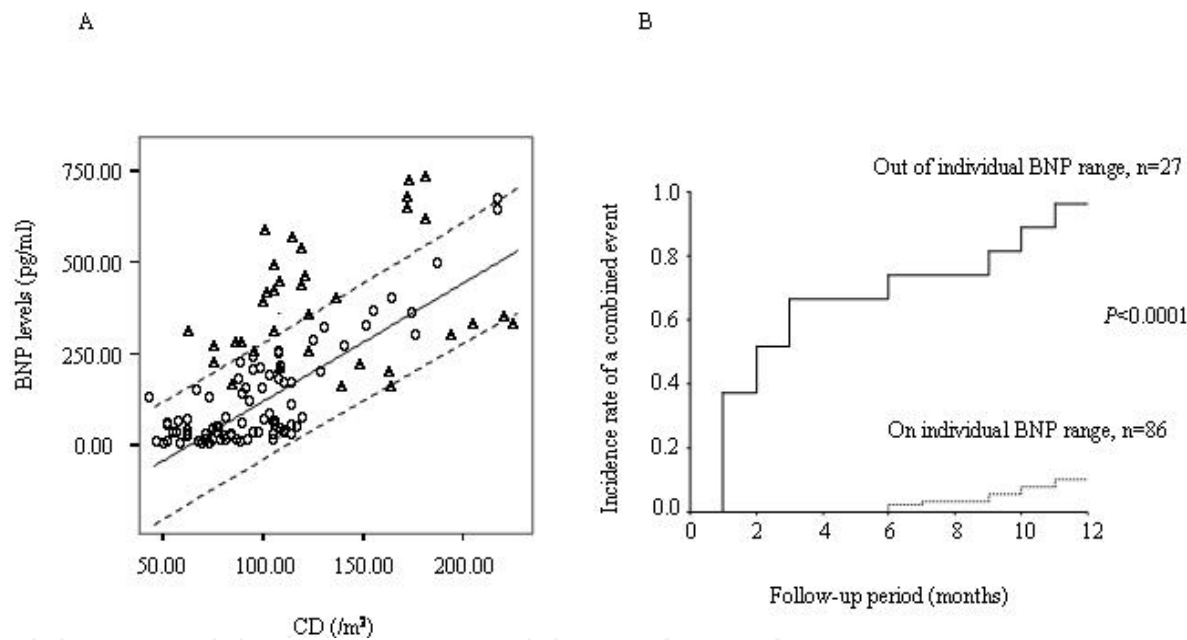 A
BNP levels (pg/ml)
750.00
500.00
250.00
0.00
50.00
100.00
150.00
200.00
CD (/m²)
B
Out of individual BNP range, n=27
Incidence rate of a combined event
1.0
0.8
0.6
0.4
0.2
0.0
P<0.0001
On individual BNP range, n=86
0
2
4
6
8
10
12
Follow-up period (months)